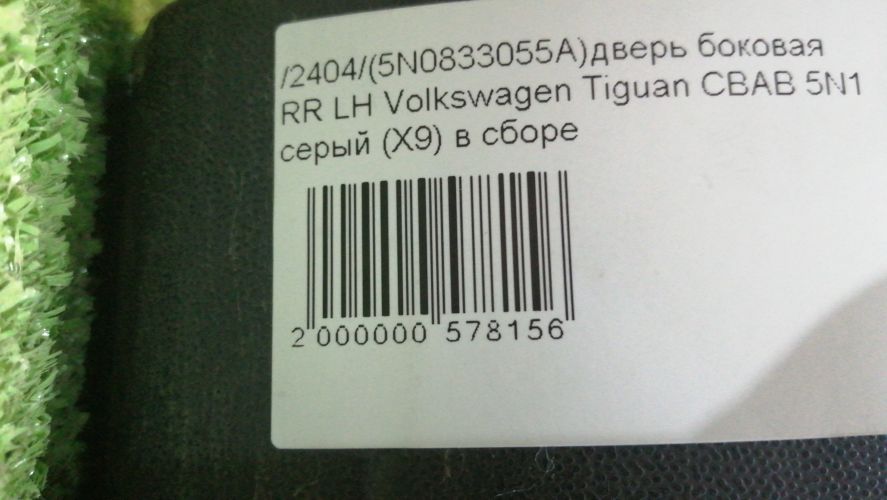 /2404/(5N0833055A)дверь боковая
RR LH Volkswagen Tiguan CBAB 5N1
серый (X9) в сборе
2 000000 578156